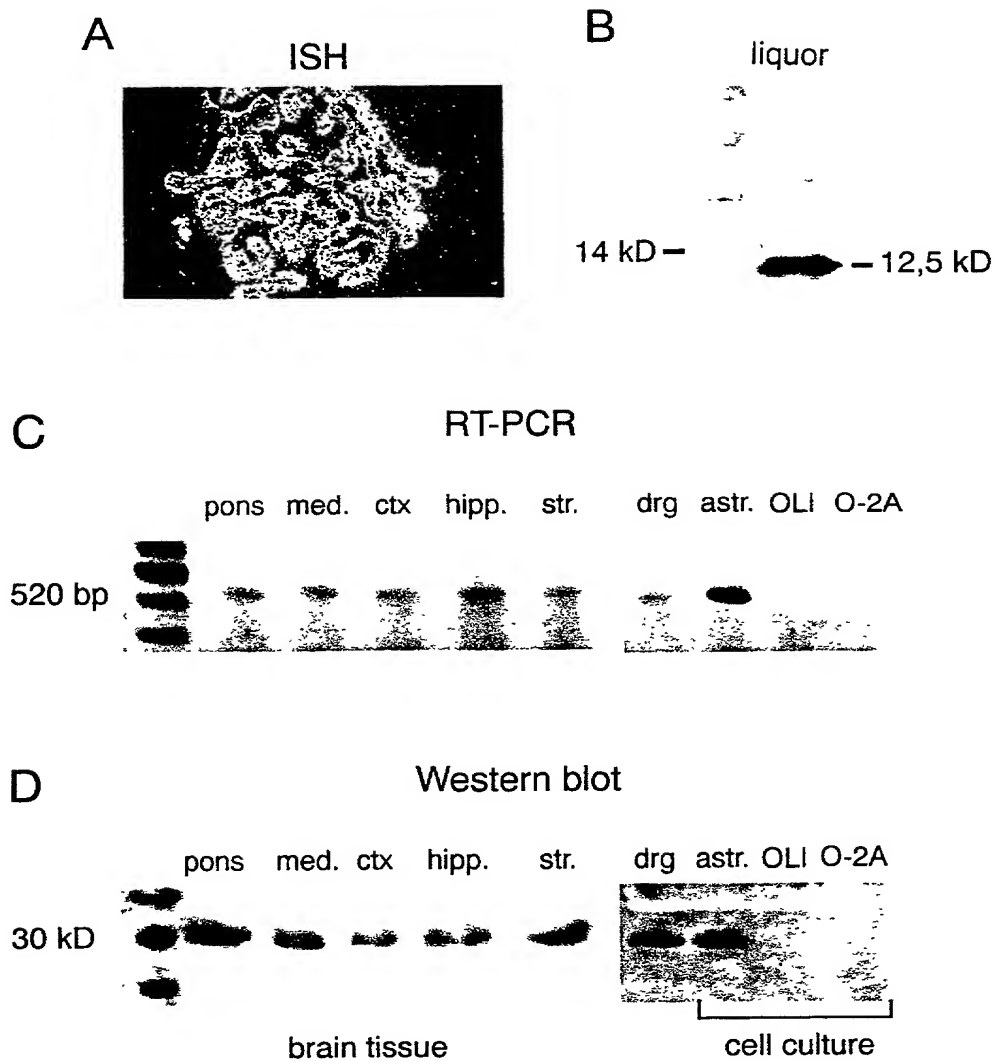 A
ISH
B
liquor
14 kD
12,5 kD
C
RT-PCR
pons med. ctx hipp. str. drg astr. OLI O-2A
520 bp
D
Western blot
pons med. ctx hipp. str. drg astr. OLI O-2A
30 kD
brain tissue
cell culture